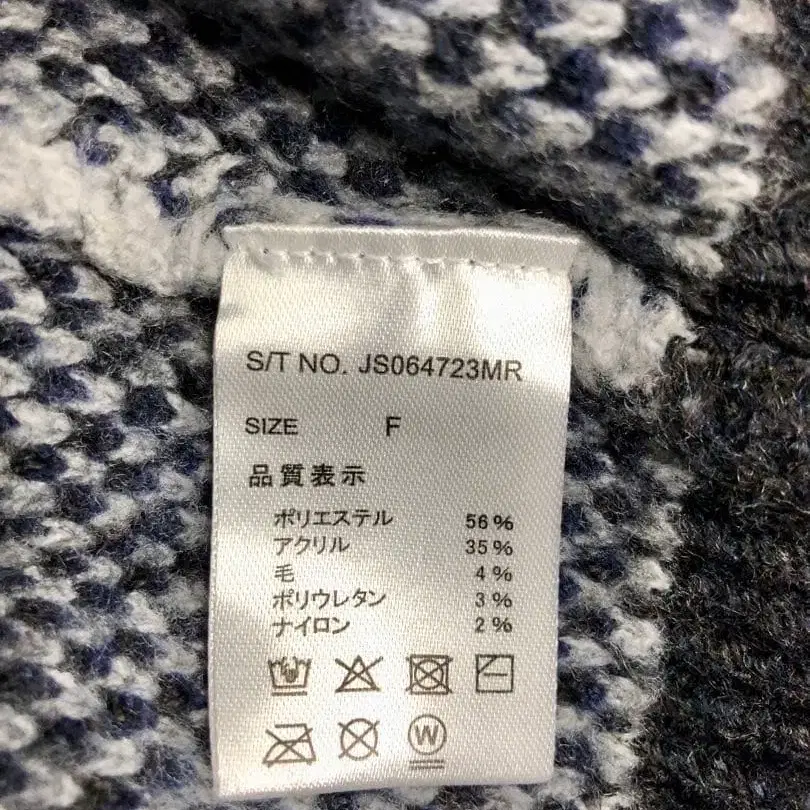 S/T NO. JS064723MR
SIZE F
品質表示
ポリエステル 56%
アクリル 35%
毛 4%
ポリウレタン 3%
ナイロン 2%
W